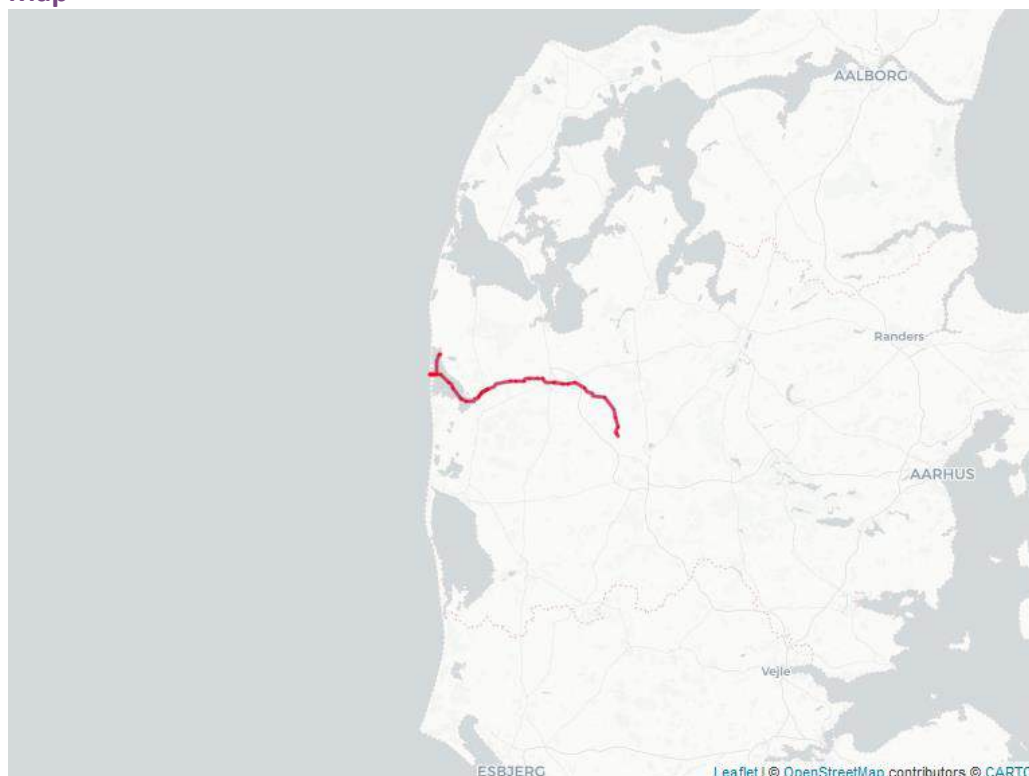 Map
AALBORG
Randers
AARHUS
Vejle
ESBJERG
Leaflet | © OpenStreetMap contributors © CARTO